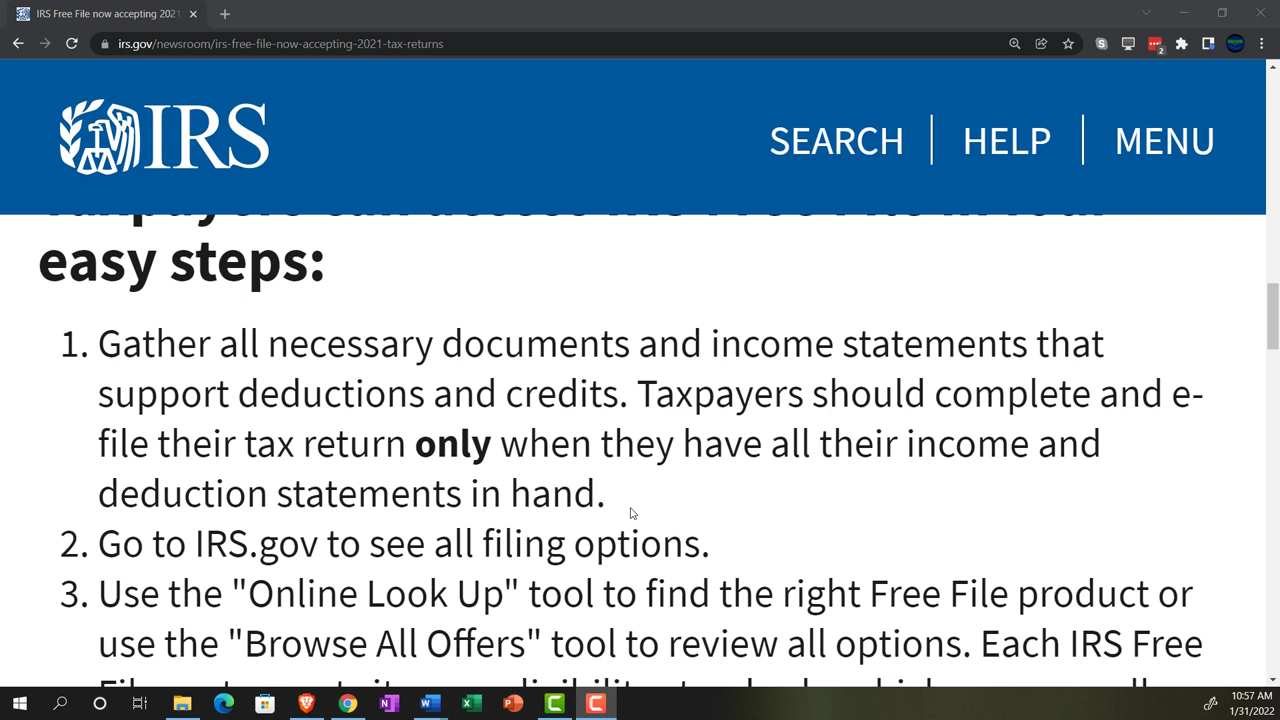 IRS Free File now accepting 2021
irs.gov/newsroom/irs-free-file-now-accepting-2021-tax-returns
2
IRS
SEARCH HELP MENU
easy steps:
1. Gather all necessary documents and income statements that
support deductions and credits. Taxpayers should complete and e-
file their tax return only when they have all their income and
deduction statements in hand.
2. Go to IRS.gov to see all filing options.
3. Use the "Online Look Up" tool to find the right Free File product or
use the "Browse All Offers" tool to review all options. Each IRS Free
10:57 AM
1/31/2022